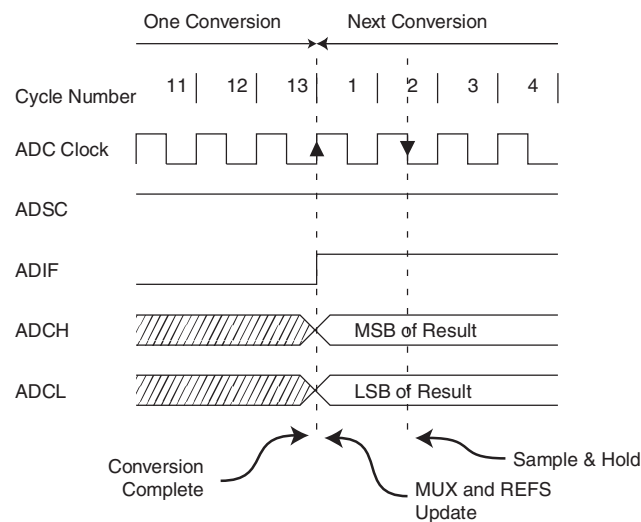 One Conversion Next Conversion
Cycle Number 11 12 13 1 2 3 4
ADC Clock
ADSC
ADIF
ADCH MSB of Result
ADCL LSB of Result
Conversion
Complete
MUX and REFS
Update
Sample & Hold